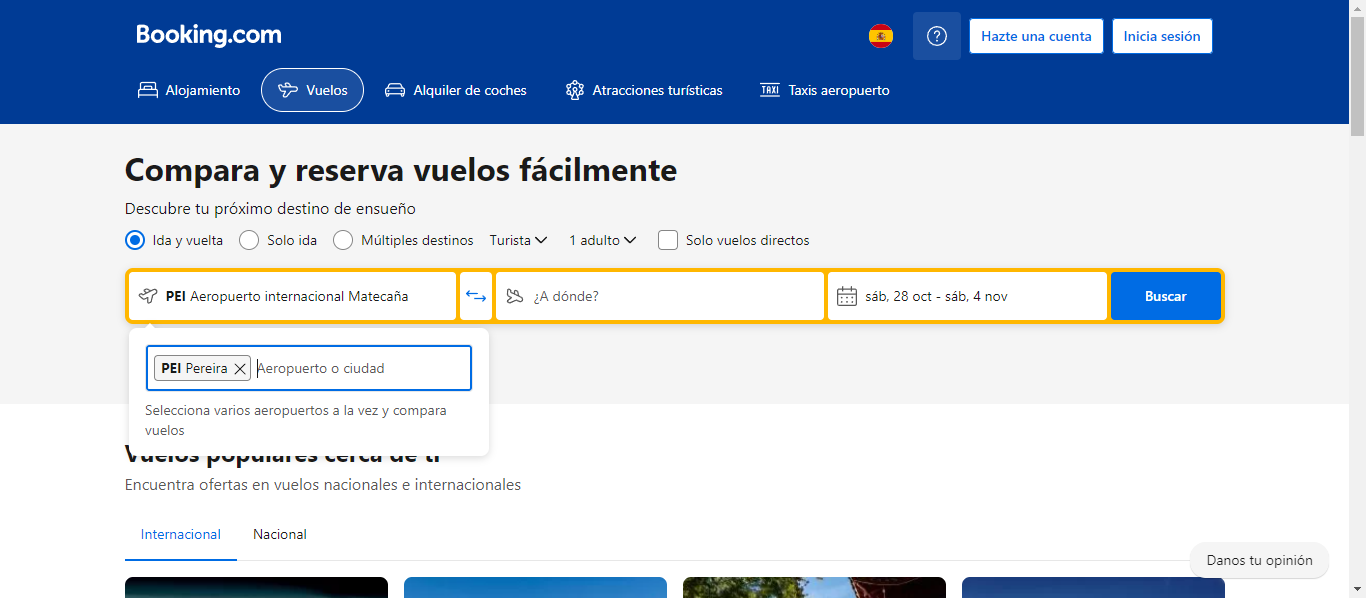 Booking.com
Hazte una cuenta
Inicia sesión
Alojamiento
Vuelos
Alquiler de coches
Atracciones turísticas
TAXI Taxis aeropuerto
Compara y reserva vuelos fácilmente
Descubre tu próximo destino de ensueño
Ida y vuelta
Solo ida
Múltiples destinos
Turista
1 adulto
Solo vuelos directos
PEI Aeropuerto internacional Matecaña
¿A dónde?
sáb, 28 oct - sáb, 4 nov
Buscar
PEI Pereira
Aeropuerto o ciudad
Selecciona varios aeropuertos a la vez y compara
vuelos
Vuelos populares cerca de ti
Encuentra ofertas en vuelos nacionales e internacionales
Internacional
Nacional
Danos tu opinión